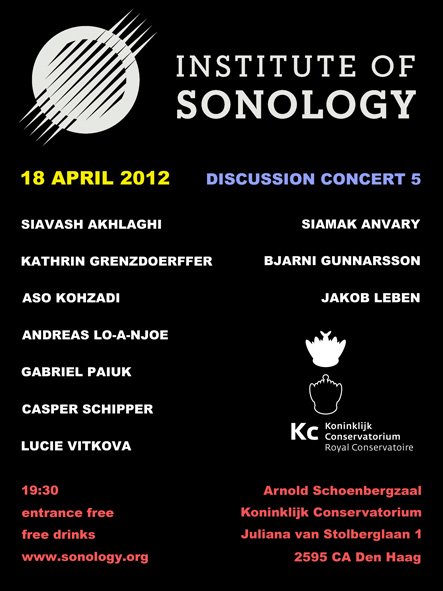 INSTITUTE OF
SONOLOGY
18 APRIL 2012
DISCUSSION CONCERT 5
SIAVASH AKHLAGHI
KATHRIN GRENZDOERFFER
ASO KOHZADI
ANDREAS LO-A-NJOE
GABRIEL PAIUK
CASPER SCHIPPER
LUCIE VITKOVA
SIAMAK ANVARY
BJARNI GUNNARSSON
JAKOB LEBEN
Kc
Koninklijk
Conservatorium
Royal Conservatoire
19:30
entrance free
free drinks
www.sonology.org
Arnold Schoenbergzaal
Koninklijk Conservatorium
Juliana van Stolberglaan 1
2595 CA Den Haag